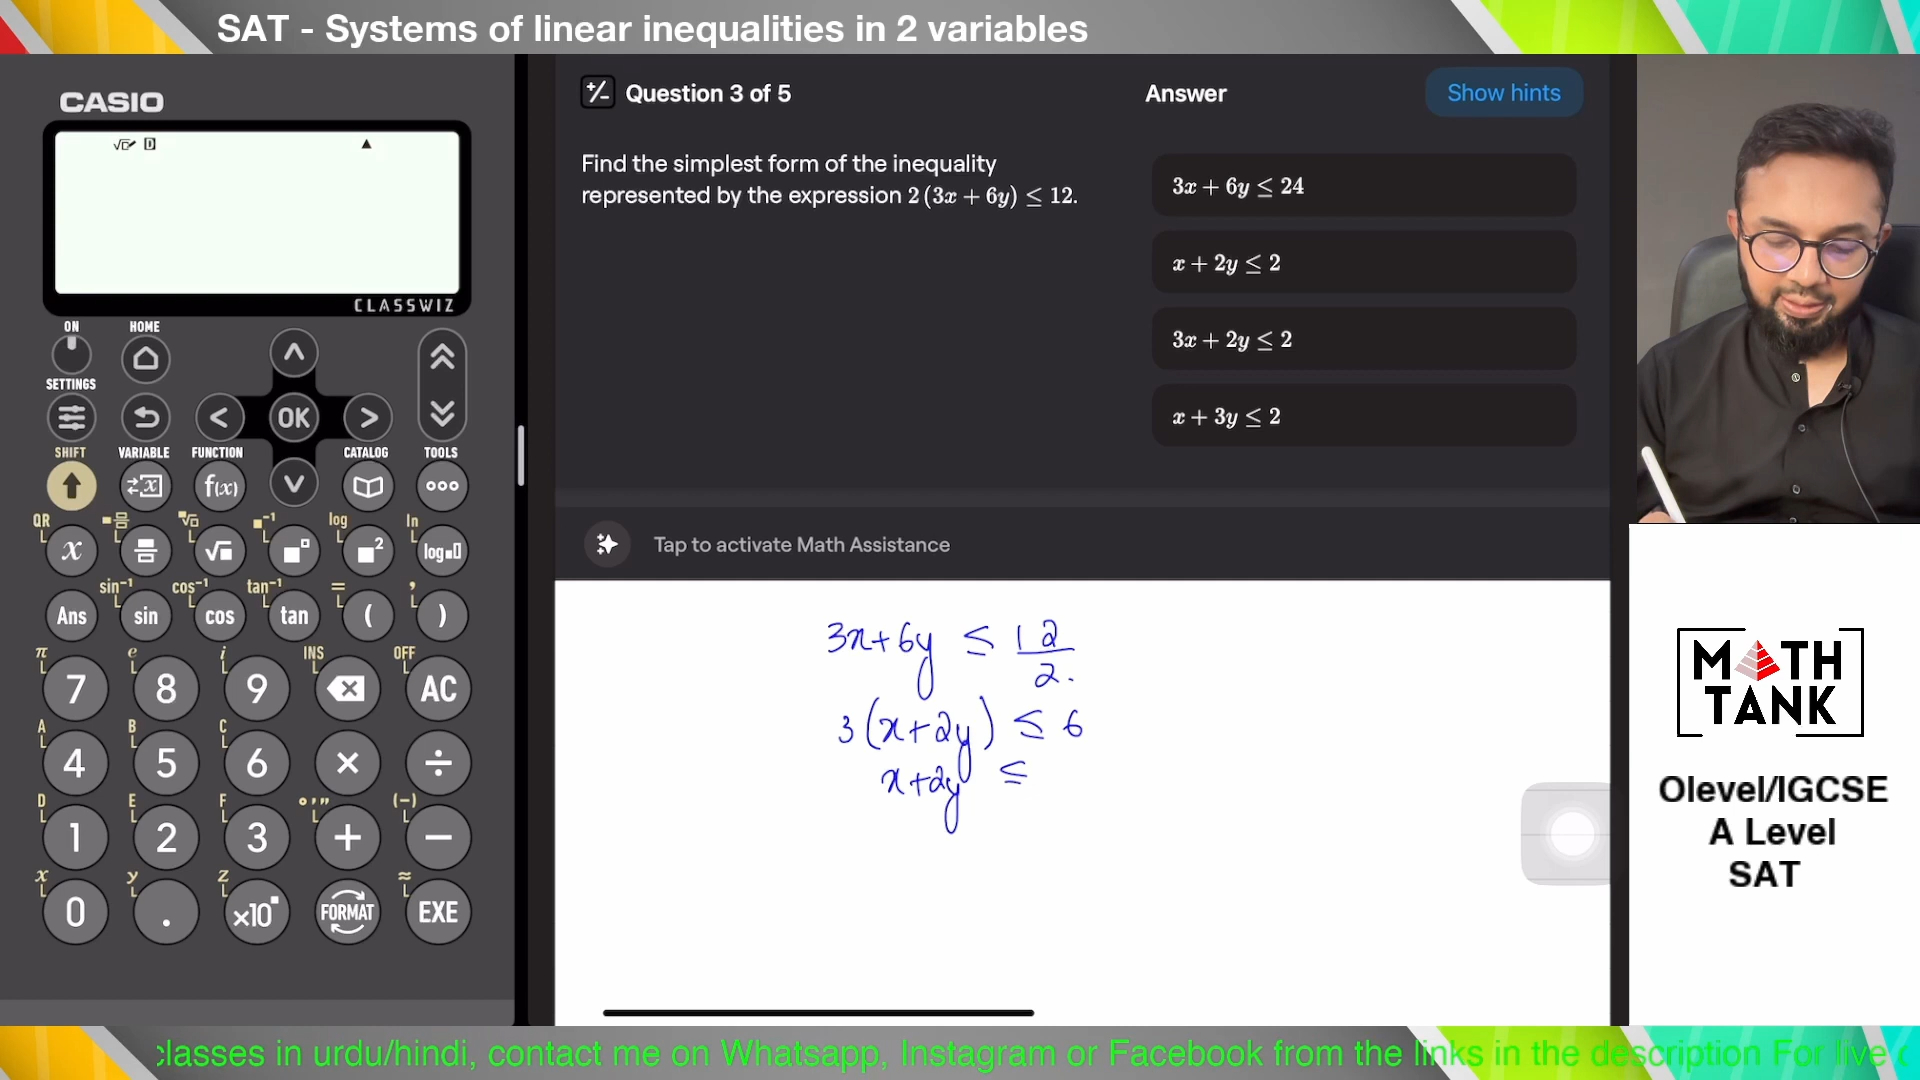 SAT - Systems of linear inequalities in 2 variables
CASIO
CLASSWIZ
ON HOME
SETTINGS
OK
SHIFT VARIABLE FUNCTION CATALOG TOOLS
f(x)
QR log ln
x log
sin⁻¹ cos⁻¹ tan⁻¹ = ,
Ans sin cos tan ( )
π e i INS OFF
7 8 9 AC
A B C
4 5 6 × ÷
D E F (−)
1 2 3 + −
x y z ≈
0 . ×10 FORMAT EXE
Question 3 of 5
Find the simplest form of the inequality
represented by the expression 2 (3x + 6y) ≤ 12.
Answer
Show hints
3x + 6y ≤ 24
x + 2y ≤ 2
3x + 2y ≤ 2
x + 3y ≤ 2
Tap to activate Math Assistance
3x+6y ≤ 12/2.
3(x+2y) ≤ 6
x+2y ≤
MATH
TANK
Olevel/IGCSE
A Level
SAT
classes in urdu/hindi, contact me on Whatsapp, Instagram or Facebook from the links in the description For live